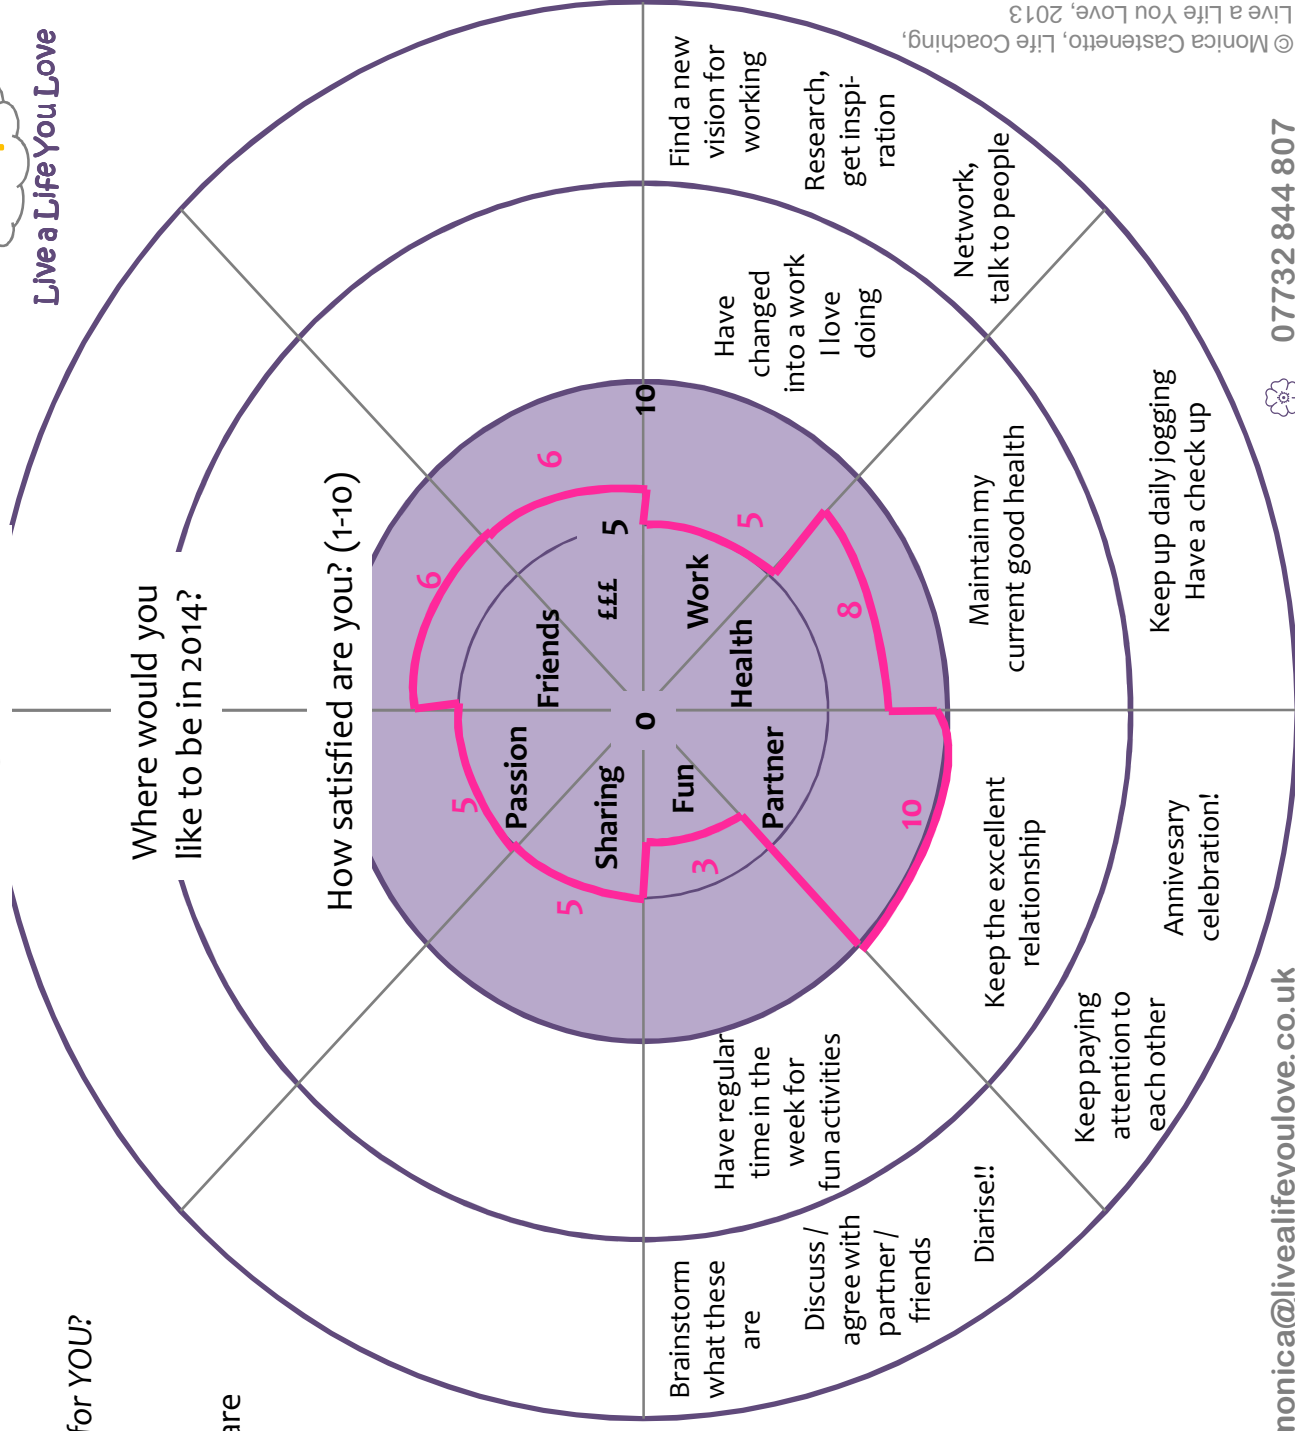 for YOU?
are
Live a Life You Love
Where would you
like to be in 2014?
How satisfied are you? (1-10)
Passion
Friends
Sharing
£££
Fun
Work
Partner
Health
0
5
10
5
6
5
6
3
5
10
8
Have regular
time in the
week for
fun activities
Have
changed
into a work
I love
doing
Keep the excellent
relationship
Maintain my
current good health
Brainstorm
what these
are
Discuss /
agree with
partner /
friends
Diarise!!
Find a new
vision for
working
Research,
get inspi-
ration
Network,
talk to people
Keep paying
attention to
each other
Annivesary
celebration!
Keep up daily jogging
Have a check up
monica@livealifeyoulove.co.uk
07732 844 807
© Monica Castenetto, Life Coaching,
Live a Life You Love, 2013